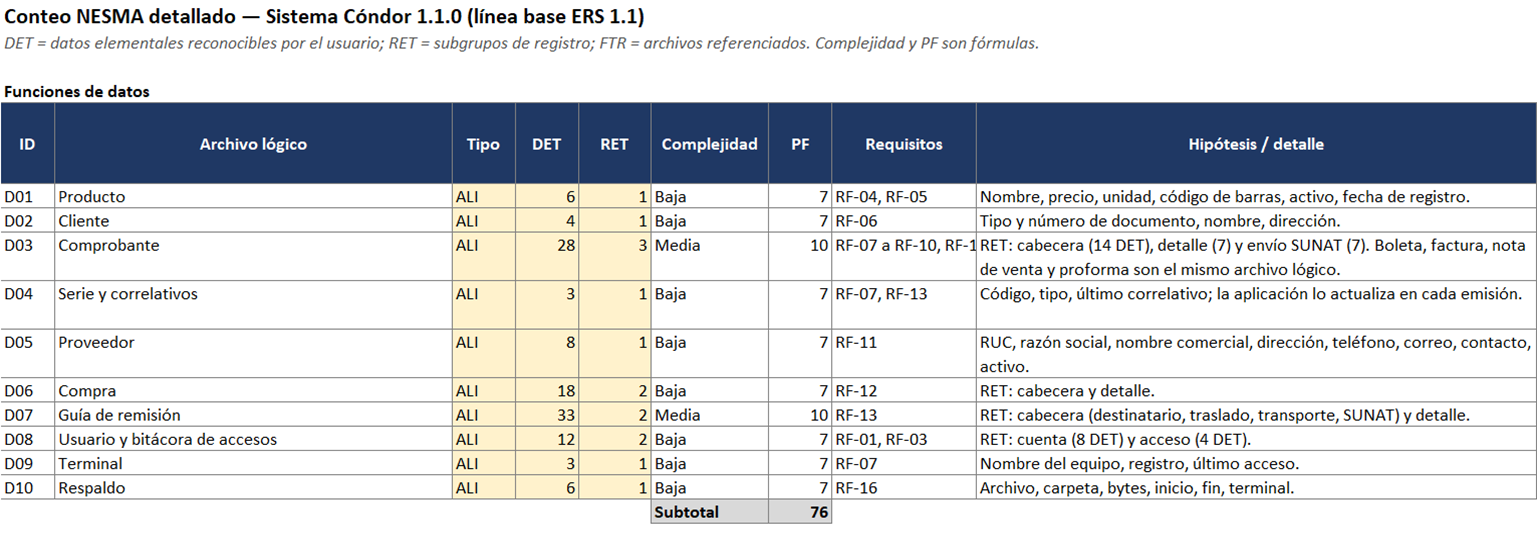 Conteo NESMA detallado — Sistema Cóndor 1.1.0 (línea base ERS 1.1)
DET = datos elementales reconocibles por el usuario; RET = subgrupos de registro; FTR = archivos referenciados. Complejidad y PF son fórmulas.
Funciones de datos
ID Archivo lógico Tipo DET RET Complejidad PF Requisitos Hipótesis / detalle
D01 Producto ALI 6 1 Baja 7 RF-04, RF-05 Nombre, precio, unidad, código de barras, activo, fecha de registro.
D02 Cliente ALI 4 1 Baja 7 RF-06 Tipo y número de documento, nombre, dirección.
D03 Comprobante ALI 28 3 Media 10 RF-07 a RF-10, RF-1 RET: cabecera (14 DET), detalle (7) y envío SUNAT (7). Boleta, factura, nota
de venta y proforma son el mismo archivo lógico.
D04 Serie y correlativos ALI 3 1 Baja 7 RF-07, RF-13 Código, tipo, último correlativo; la aplicación lo actualiza en cada emisión.
D05 Proveedor ALI 8 1 Baja 7 RF-11 RUC, razón social, nombre comercial, dirección, teléfono, correo, contacto,
activo.
D06 Compra ALI 18 2 Baja 7 RF-12 RET: cabecera y detalle.
D07 Guía de remisión ALI 33 2 Media 10 RF-13 RET: cabecera (destinatario, traslado, transporte, SUNAT) y detalle.
D08 Usuario y bitácora de accesos ALI 12 2 Baja 7 RF-01, RF-03 RET: cuenta (8 DET) y acceso (4 DET).
D09 Terminal ALI 3 1 Baja 7 RF-07 Nombre del equipo, registro, último acceso.
D10 Respaldo ALI 6 1 Baja 7 RF-16 Archivo, carpeta, bytes, inicio, fin, terminal.
Subtotal 76